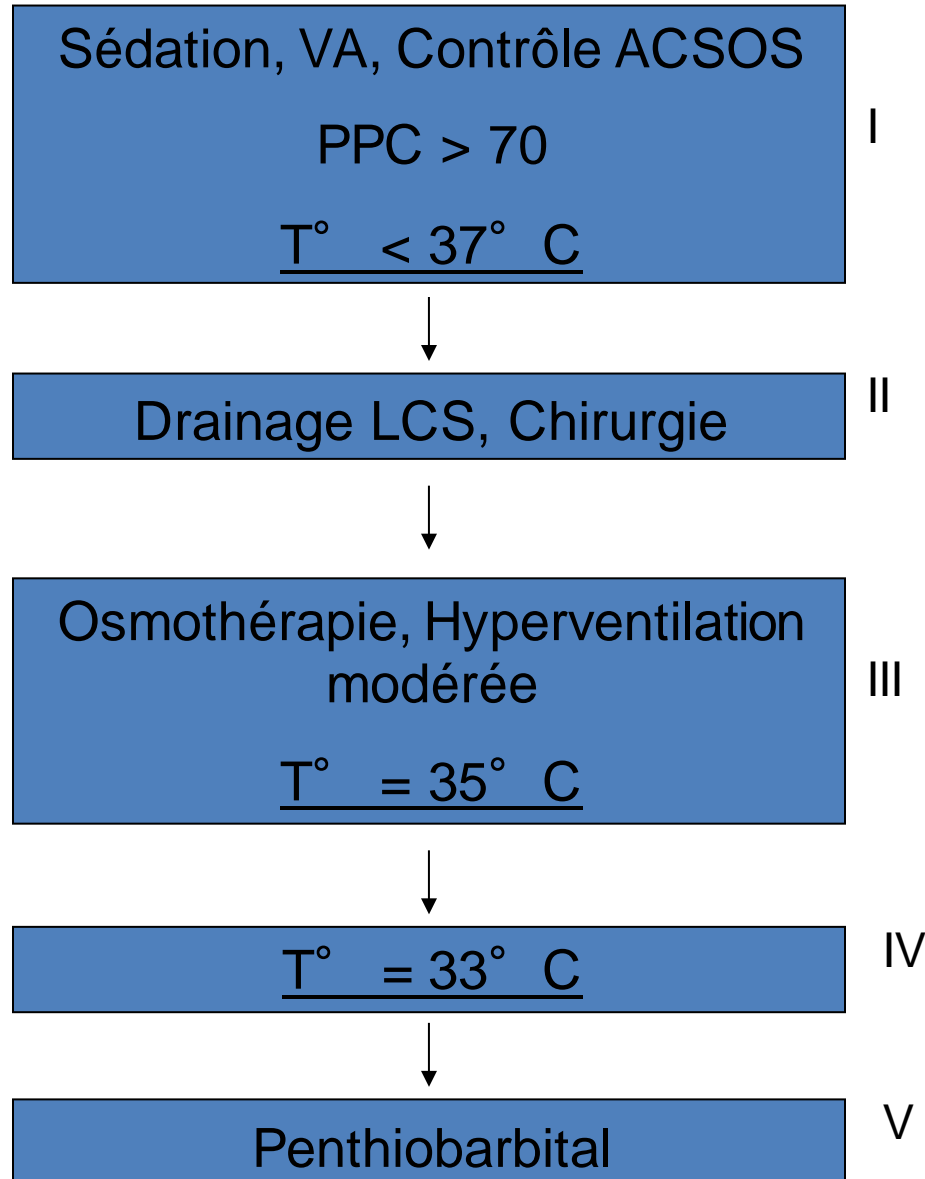 Sédation, VA, Contrôle ACSOS
PPC > 70
T° < 37° C
I
Drainage LCS, Chirurgie
II
Osmothérapie, Hyperventilation
modérée
T° = 35° C
III
T° = 33° C
IV
Penthiobarbital
V